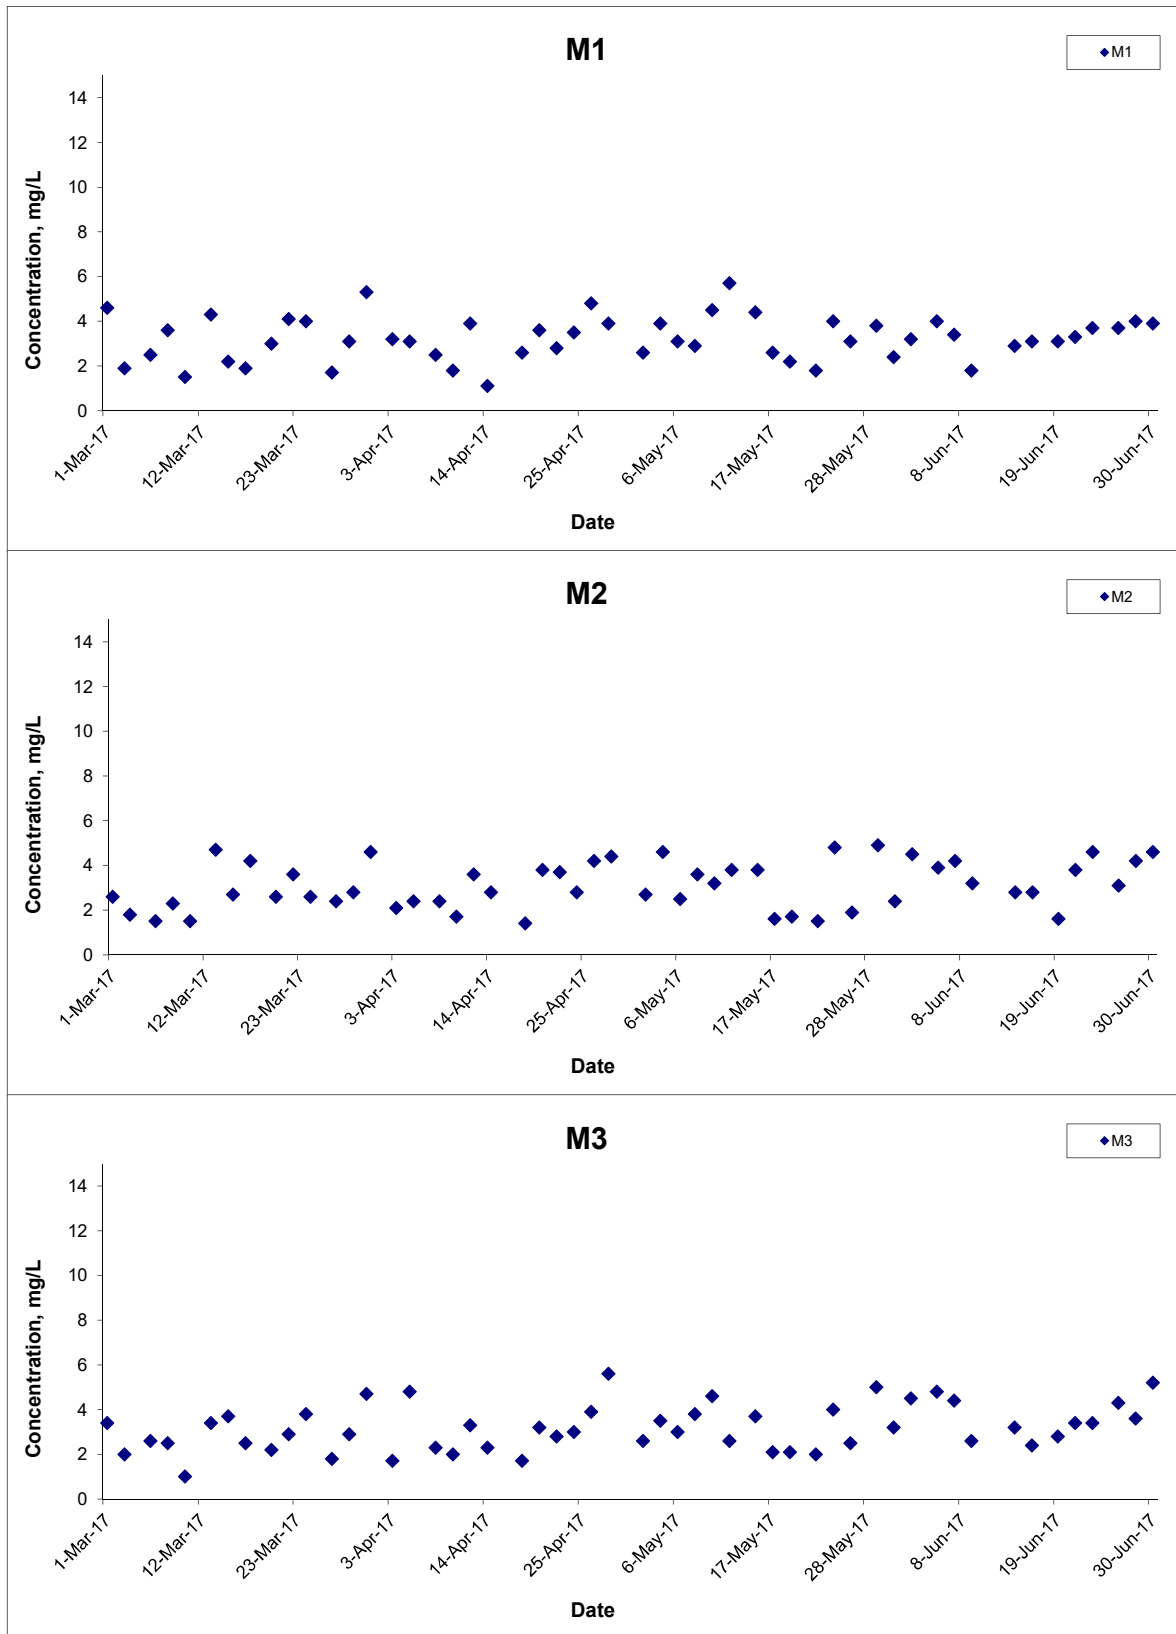 M1
M1
Concentration, mg/L
14
12
10
8
6
4
2
0
1-Mar-17
12-Mar-17
23-Mar-17
3-Apr-17
14-Apr-17
25-Apr-17
6-May-17
17-May-17
28-May-17
8-Jun-17
19-Jun-17
30-Jun-17
Date
M2
M2
Concentration, mg/L
14
12
10
8
6
4
2
0
1-Mar-17
12-Mar-17
23-Mar-17
3-Apr-17
14-Apr-17
25-Apr-17
6-May-17
17-May-17
28-May-17
8-Jun-17
19-Jun-17
30-Jun-17
Date
M3
M3
Concentration, mg/L
14
12
10
8
6
4
2
0
1-Mar-17
12-Mar-17
23-Mar-17
3-Apr-17
14-Apr-17
25-Apr-17
6-May-17
17-May-17
28-May-17
8-Jun-17
19-Jun-17
30-Jun-17
Date